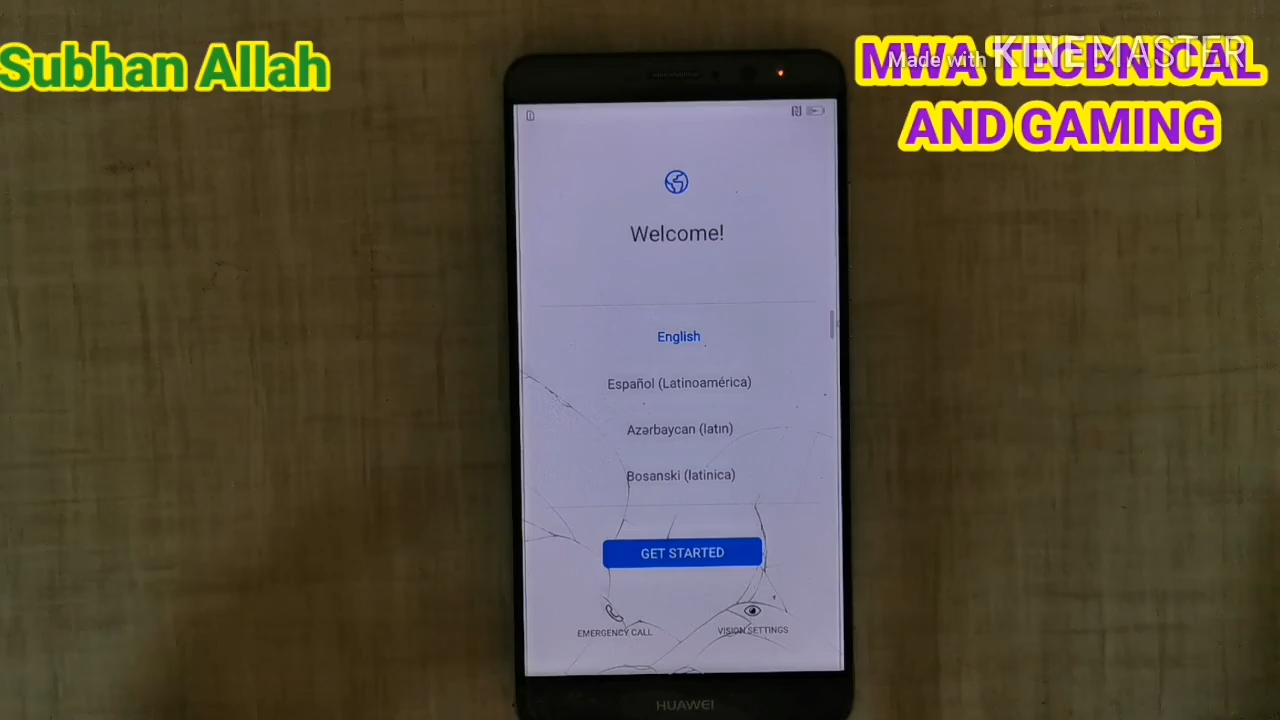 Subhan Allah
Made with KINEMASTER
MWA TECBNICAL
AND GAMING
Welcome!
English
Español (Latinoamérica)
Azərbaycan (latın)
Bosanski (latinica)
GET STARTED
EMERGENCY CALL
VISION SETTINGS
HUAWEI